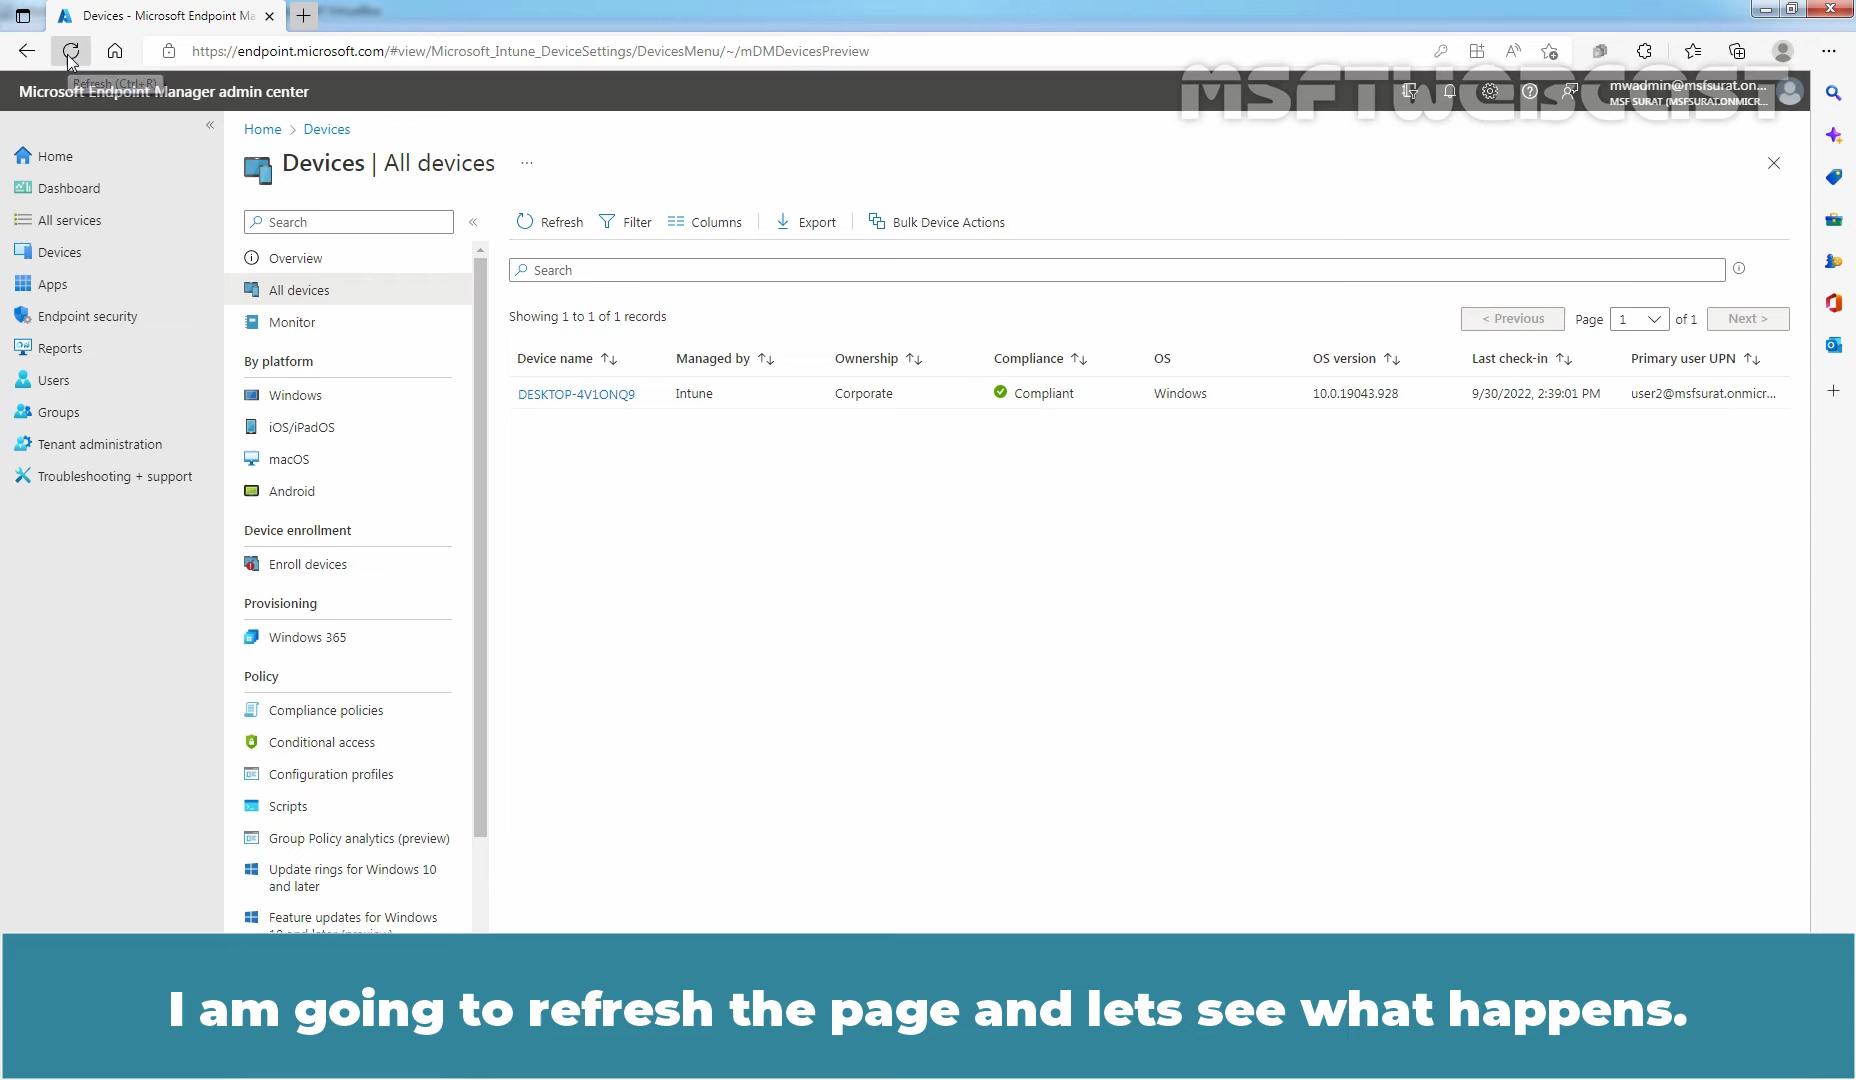 Devices - Microsoft Endpoint Ma
https://endpoint.microsoft.com/#view/Microsoft_Intune_DeviceSettings/DevicesMenu/~/mDMDevicesPreview
Refresh (Ctrl+R)
Microsoft Endpoint Manager admin center
MSFTWEBCAST
mwadmin@msfsurat.on...
MSF SURAT (MSFSURAT.ONMICR...
Home > Devices
Devices | All devices ...
Home
Dashboard
All services
Devices
Apps
Endpoint security
Reports
Users
Groups
Tenant administration
Troubleshooting + support
Search
Overview
All devices
Monitor
By platform
Windows
iOS/iPadOS
macOS
Android
Device enrollment
Enroll devices
Provisioning
Windows 365
Policy
Compliance policies
Conditional access
Configuration profiles
Scripts
Group Policy analytics (preview)
Update rings for Windows 10
and later
Feature updates for Windows
Refresh Filter Columns Export Bulk Device Actions
Search
Showing 1 to 1 of 1 records
< Previous Page 1 of 1 Next >
Device name Managed by Ownership Compliance OS OS version Last check-in Primary user UPN
DESKTOP-4V1ONQ9 Intune Corporate Compliant Windows 10.0.19043.928 9/30/2022, 2:39:01 PM user2@msfsurat.onmicr...
I am going to refresh the page and lets see what happens.